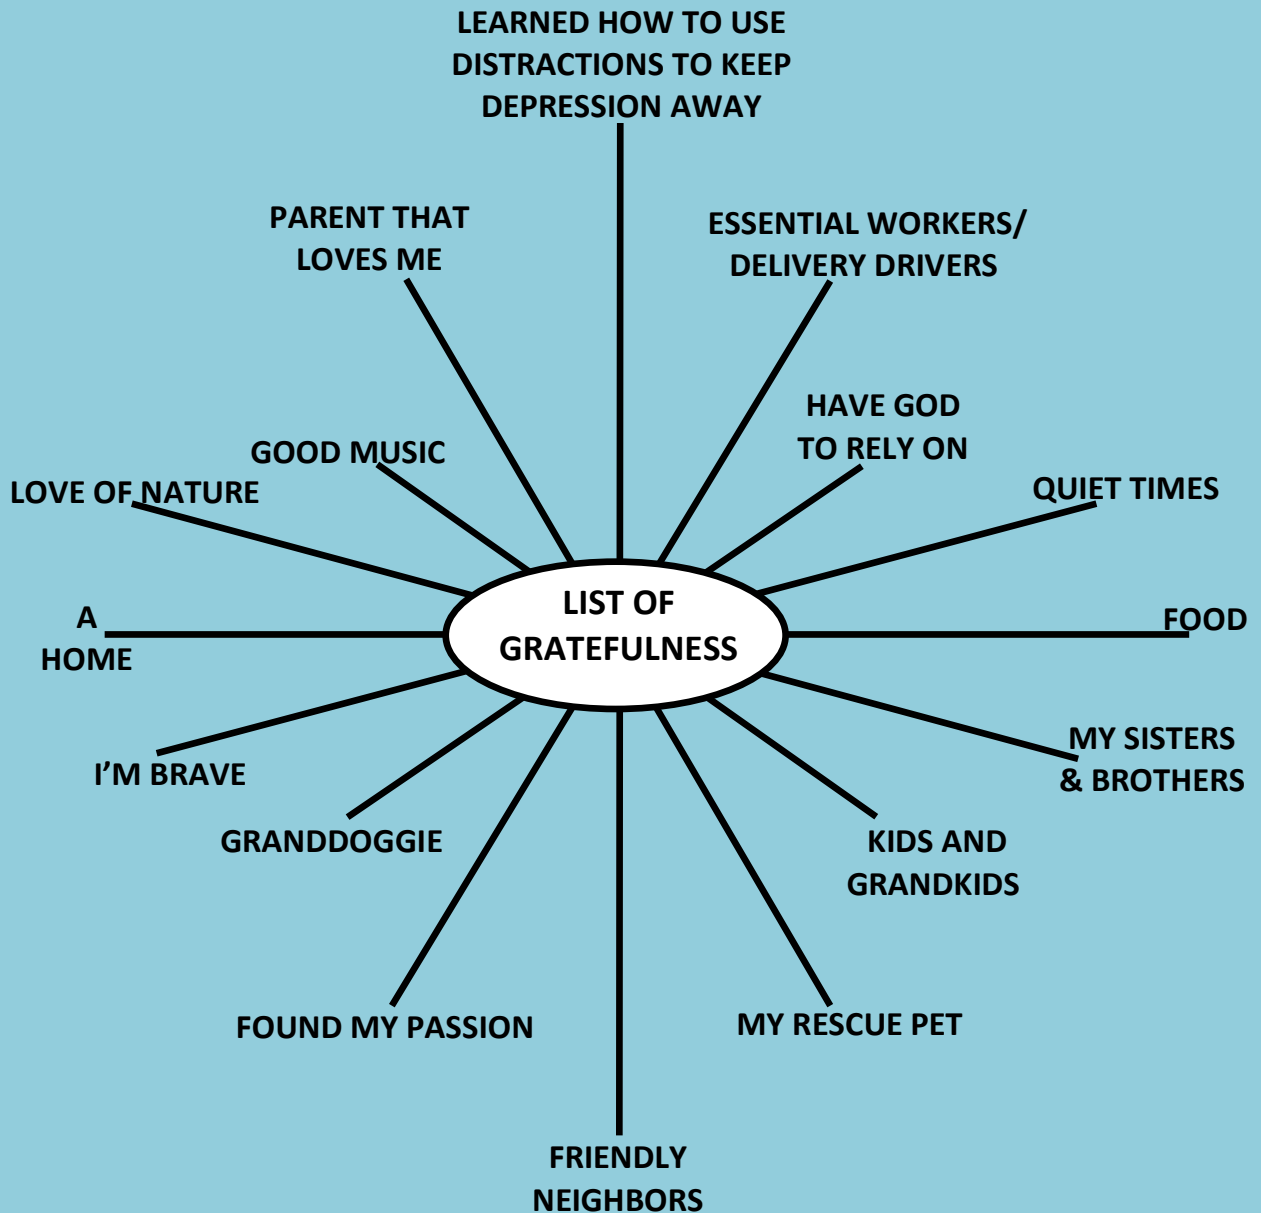 LEARNED HOW TO USE
DISTRACTIONS TO KEEP
DEPRESSION AWAY
PARENT THAT
LOVES ME
ESSENTIAL WORKERS/
DELIVERY DRIVERS
HAVE GOD
TO RELY ON
GOOD MUSIC
LOVE OF NATURE
QUIET TIMES
LIST OF
GRATEFULNESS
A
HOME
FOOD
I’M BRAVE
MY SISTERS
& BROTHERS
GRANDDOGGIE
KIDS AND
GRANDKIDS
FOUND MY PASSION
MY RESCUE PET
FRIENDLY
NEIGHBORS